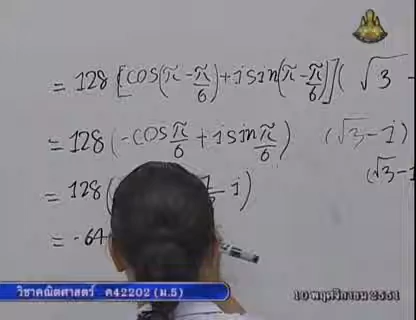 = 128 [cos(π - π/6) + i sin(π - π/6)] ( √3 -
= 128 (-cos π/6 + i sin π/6) (√3 - i)
(√3 - i
= 128 ( i)
= -64
วิชาคณิตศาสตร์ ค42202 (ม.5)
10 พฤศจิกายน 2551